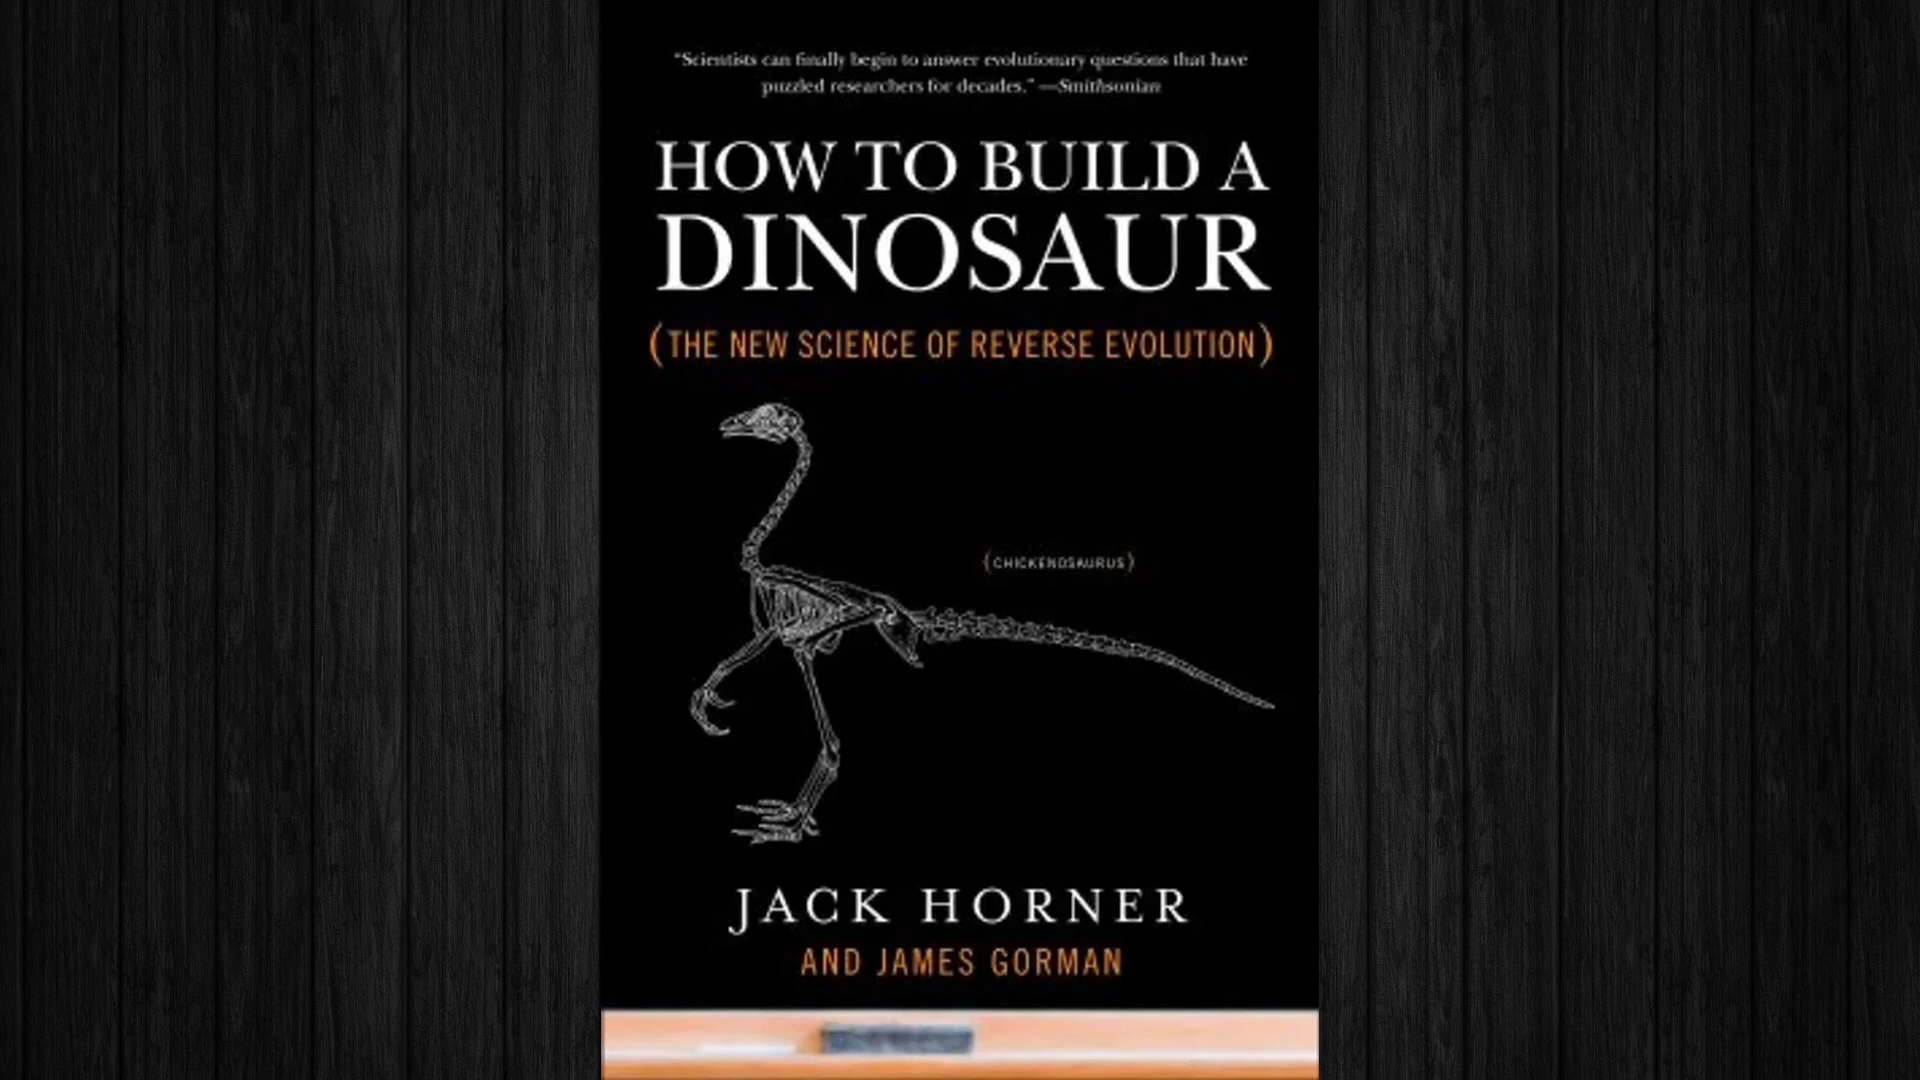 “Scientists can finally begin to answer evolutionary questions that have
puzzled researchers for decades.” —Smithsonian
HOW TO BUILD A
DINOSAUR
(THE NEW SCIENCE OF REVERSE EVOLUTION)
(CHICKENOSAURUS)
JACK HORNER
AND JAMES GORMAN